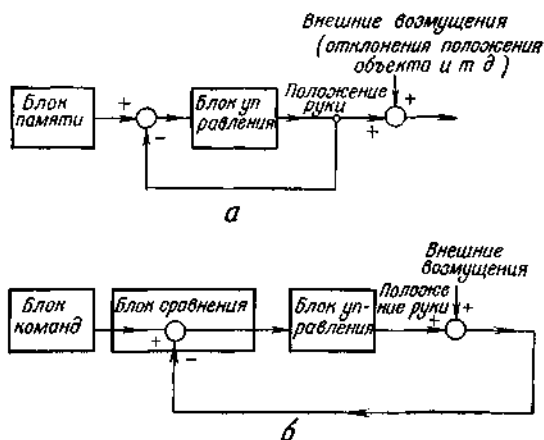 Внешние возмущения
(отклонения положения
объекта и т д)
Блок
памяти
+
-
Блок уп
равления
Положение
руки
+
+
а
Блок
команд
Блок сравнения
+
-
Блок уп-
равления
Внешние
возмущения
Положе
ние руки
+
+
б